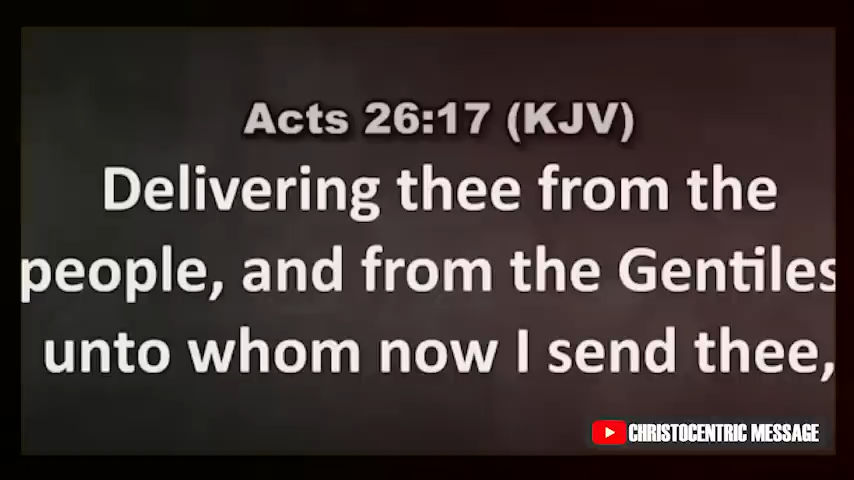 Acts 26:17 (KJV)
Delivering thee from the
people, and from the Gentiles
unto whom now I send thee,
CHRISTOCENTRIC MESSAGE